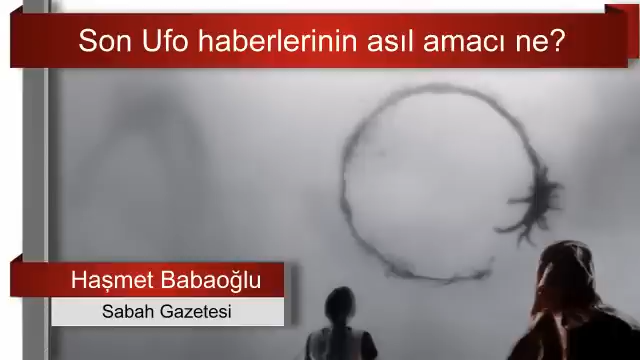 Son Ufo haberlerinin asıl amacı ne?
Haşmet Babaoğlu
Sabah Gazetesi